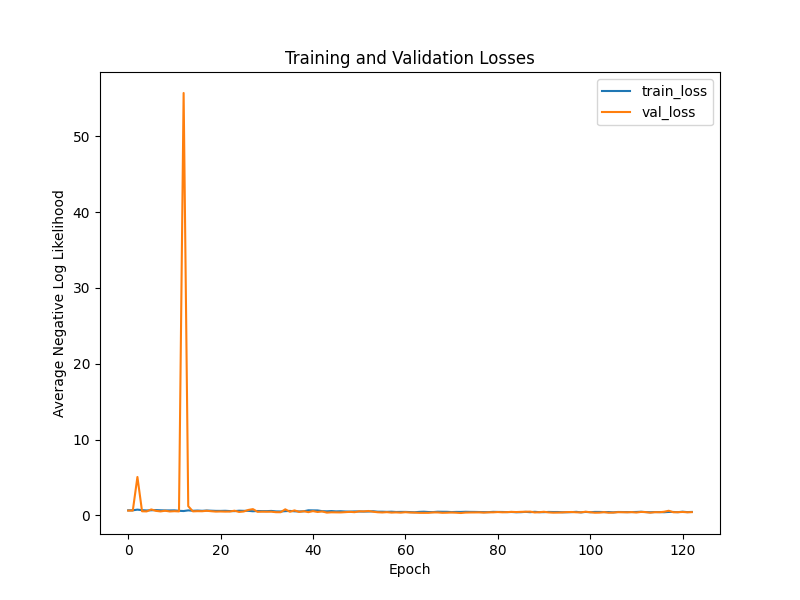 Training and Validation Losses
train_loss
val_loss
Average Negative Log Likelihood
50
40
30
20
10
0
0 20 40 60 80 100 120
Epoch